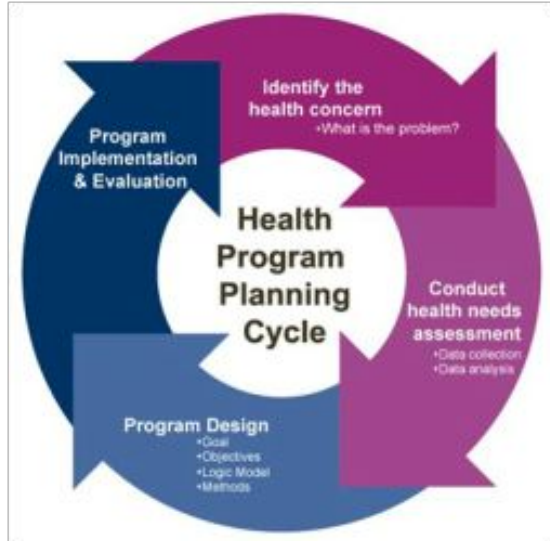 Identify the
health concern
•What is the problem?
Conduct
health needs
assessment
•Data collection
•Data analysis
Program Design
•Goal
•Objectives
•Logic Model
•Methods
Program
Implementation
& Evaluation
Health
Program
Planning
Cycle